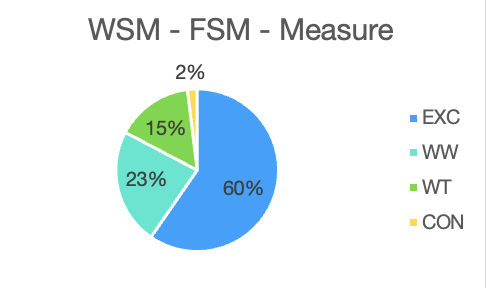 WSM - FSM - Measure
2%
15%
23%
60%
EXC
WW
WT
CON